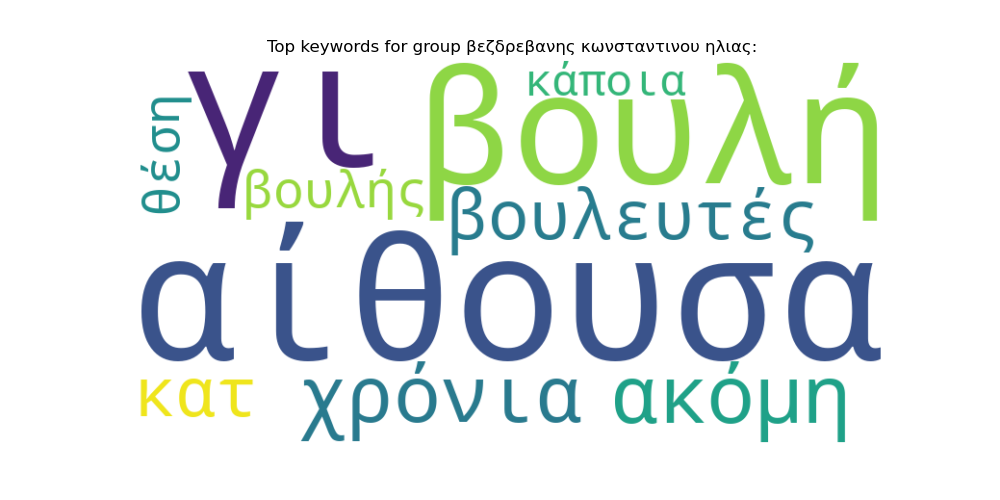 Top keywords for group βεζδρεβανης κωνσταντινου ηλιας:
θέση
γι
βουλή
κάποια
βουλής
βουλευτές
αίθουσα
κατ
χρόνια
ακόμη